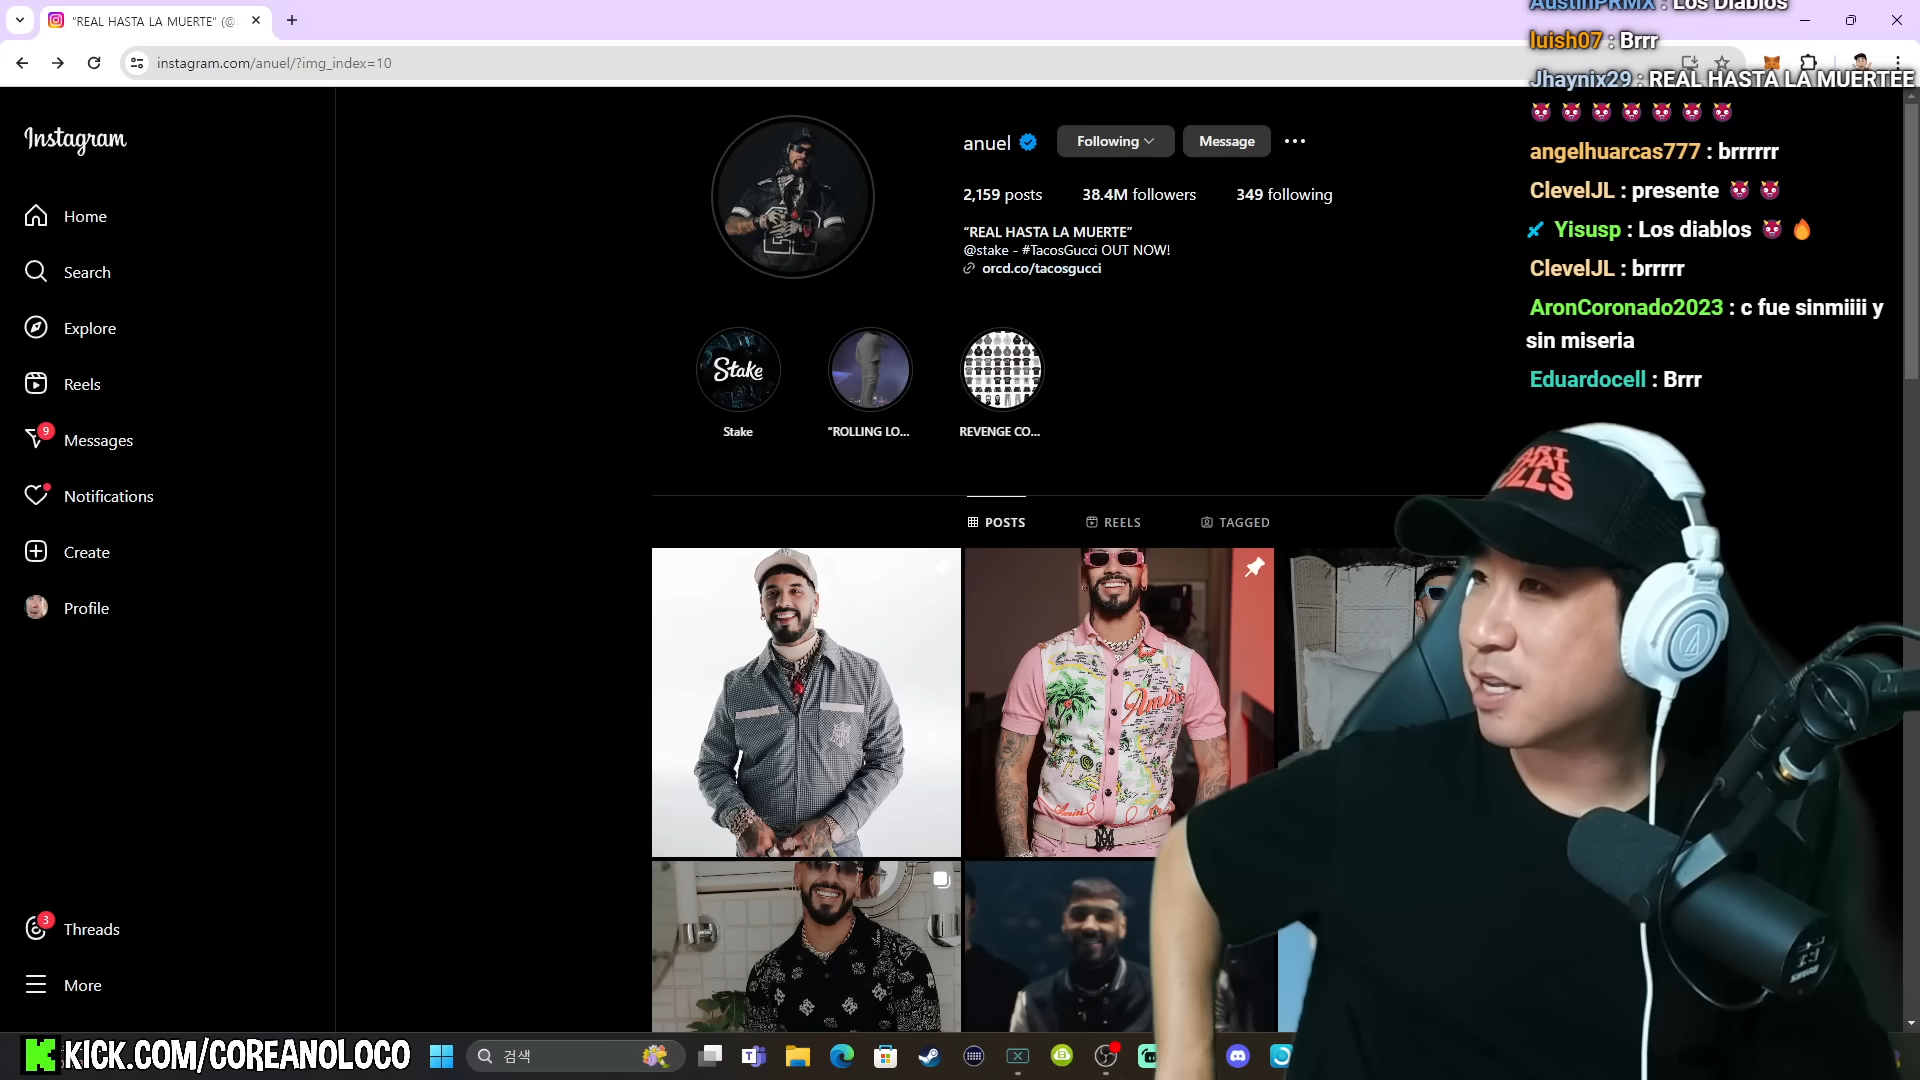 "REAL HASTA LA MUERTE" (@
instagram.com/anuel/?img_index=10
Instagram
Home
Search
Explore
Reels
9
Messages
Notifications
Create
Profile
3
Threads
More
anuel
Following
Message
2,159 posts
38.4M followers
349 following
"REAL HASTA LA MUERTE"
@stake - #TacosGucci OUT NOW!
orcd.co/tacosgucci
Stake
Stake
"ROLLING LO...
REVENGE CO...
POSTS
REELS
TAGGED
AustinPRMX : Los Diablos
luish07 : Brrr
Jhaynix29 : REAL HASTA LA MUERTEE
angelhuarcas777 : brrrrrr
ClevelJL : presente
Yisusp : Los diablos
ClevelJL : brrrrr
AronCoronado2023 : c fue sinmiiii y
sin miseria
Eduardocell : Brrr
KICK.COM/COREANOLOCO
검색